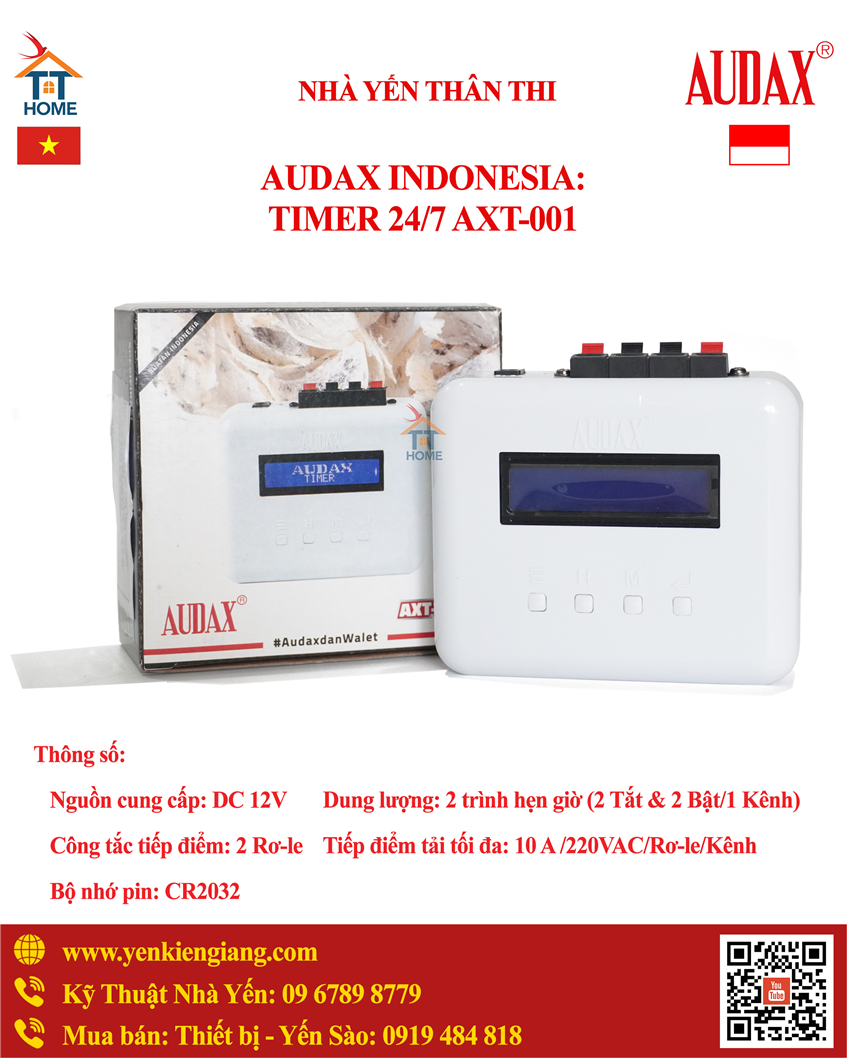 TT
HOME
NHÀ YẾN THÂN THI
AUDAX®
AUDAX INDONESIA:
TIMER 24/7 AXT-001
BUATAN INDONESIA
AUDAX
TIMER
TT
HOME
AUDAX®
AXT-
#AudaxdanWalet
AUDAX
H
M
Thông số:
Nguồn cung cấp: DC 12V
Dung lượng: 2 trình hẹn giờ (2 Tắt & 2 Bật/1 Kênh)
Công tắc tiếp điểm: 2 Rơ-le
Tiếp điểm tải tối đa: 10 A /220VAC/Rơ-le/Kênh
Bộ nhớ pin: CR2032
www.yenkiengiang.com
Kỹ Thuật Nhà Yến: 09 6789 8779
Mua bán: Thiết bị - Yến Sào: 0919 484 818
You
Tube